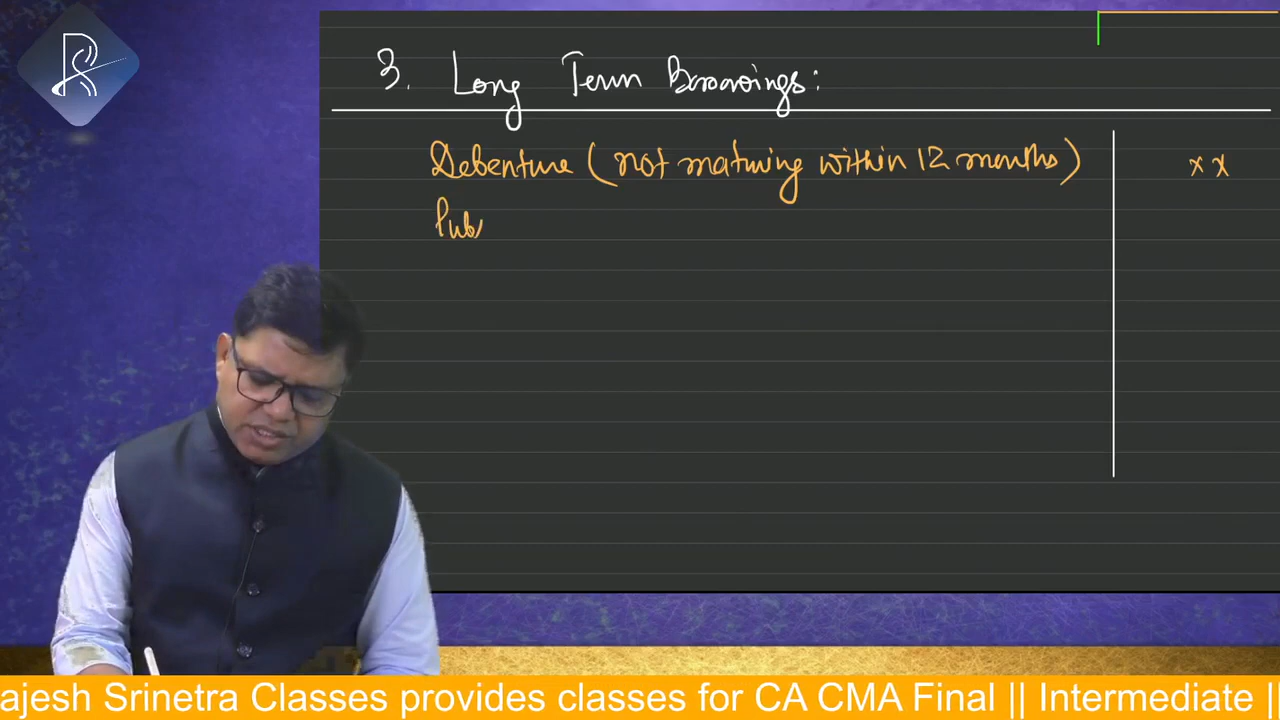 3. Long Term Borrowings:
Debenture (not maturing within 12 months) xx
Pub
ajesh Srinetra Classes provides classes for CA CMA Final || Intermediate ||